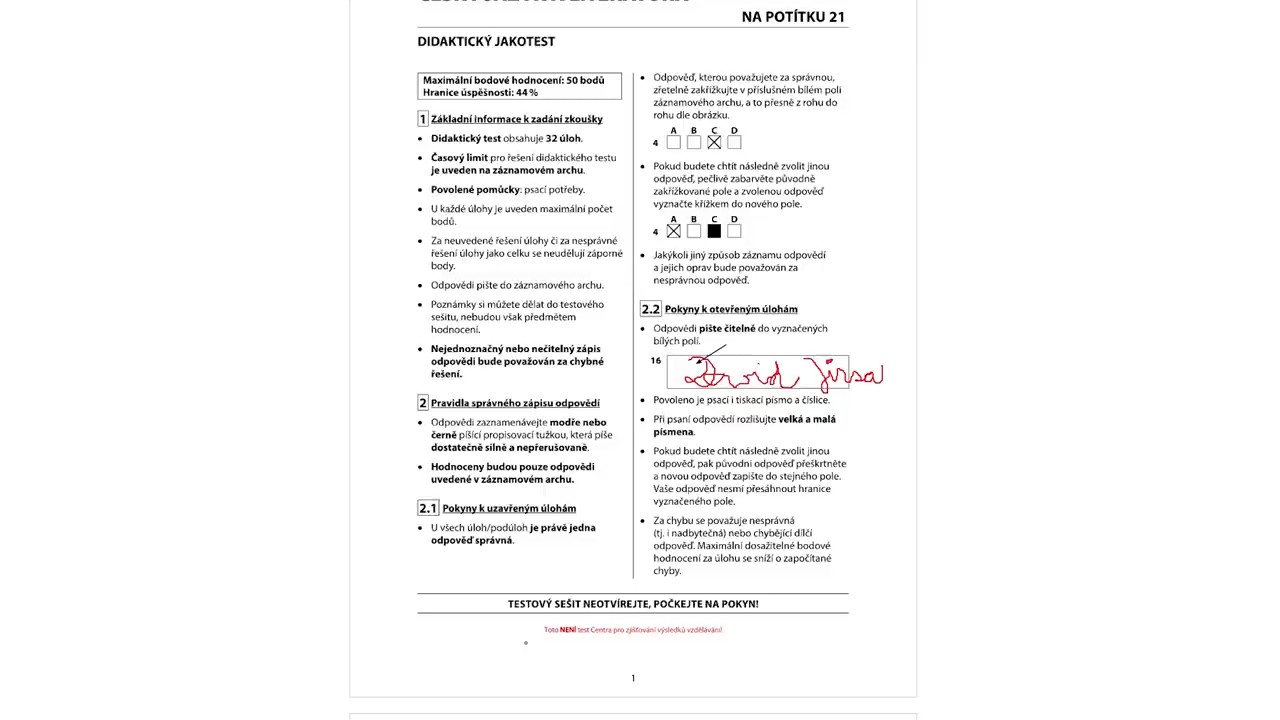 NA POTÍTKU 21
DIDAKTICKÝ JAKOTEST
Maximální bodové hodnocení: 50 bodů
Hranice úspěšnosti: 44 %
1 Základní informace k zadání zkoušky
• Didaktický test obsahuje 32 úloh.
• Časový limit pro řešení didaktického testu
je uveden na záznamovém archu.
• Povolené pomůcky: psací potřeby.
• U každé úlohy je uveden maximální počet
bodů.
• Za neuvedené řešení úlohy či za nesprávné
řešení úlohy jako celku se neudělují záporné
body.
• Odpovědi pište do záznamového archu.
• Poznámky si můžete dělat do testového
sešitu, nebudou však předmětem
hodnocení.
• Nejednoznačný nebo nečitelný zápis
odpovědi bude považován za chybné
řešení.
2 Pravidla správného zápisu odpovědí
• Odpovědi zaznamenávejte modře nebo
černě píšící propisovací tužkou, která píše
dostatečně silně a nepřerušovaně.
• Hodnoceny budou pouze odpovědi
uvedené v záznamovém archu.
2.1 Pokyny k uzavřeným úlohám
• U všech úloh/podúloh je právě jedna
odpověď správná.
• Odpověď, kterou považujete za správnou,
zřetelně zakřížkujte v příslušném bílém poli
záznamového archu, a to přesně z rohu do
rohu dle obrázku.
A B C D
4
• Pokud budete chtít následně zvolit jinou
odpověď, pečlivě zabarvěte původně
zakřížkované pole a zvolenou odpověď
vyznačte křížkem do nového pole.
A B C D
4
• Jakýkoli jiný způsob záznamu odpovědí
a jejich oprav bude považován za
nesprávnou odpověď.
2.2 Pokyny k otevřeným úlohám
• Odpovědi pište čitelně do vyznačených
bílých polí.
16 David Jirsa
• Povoleno je psací i tiskací písmo a číslice.
• Při psaní odpovědí rozlišujte velká a malá
písmena.
• Pokud budete chtít následně zvolit jinou
odpověď, pak původní odpověď přeškrtněte
a novou odpověď zapište do stejného pole.
Vaše odpověď nesmí přesáhnout hranice
vyznačeného pole.
• Za chybu se považuje nesprávná
(tj. i nadbytečná) nebo chybějící dílčí
odpověď. Maximální dosažitelné bodové
hodnocení za úlohu se sníží o započítané
chyby.
TESTOVÝ SEŠIT NEOTVÍREJTE, POČKEJTE NA POKYN!
Toto NENÍ test Centra pro zjišťování výsledků vzdělávání!
1